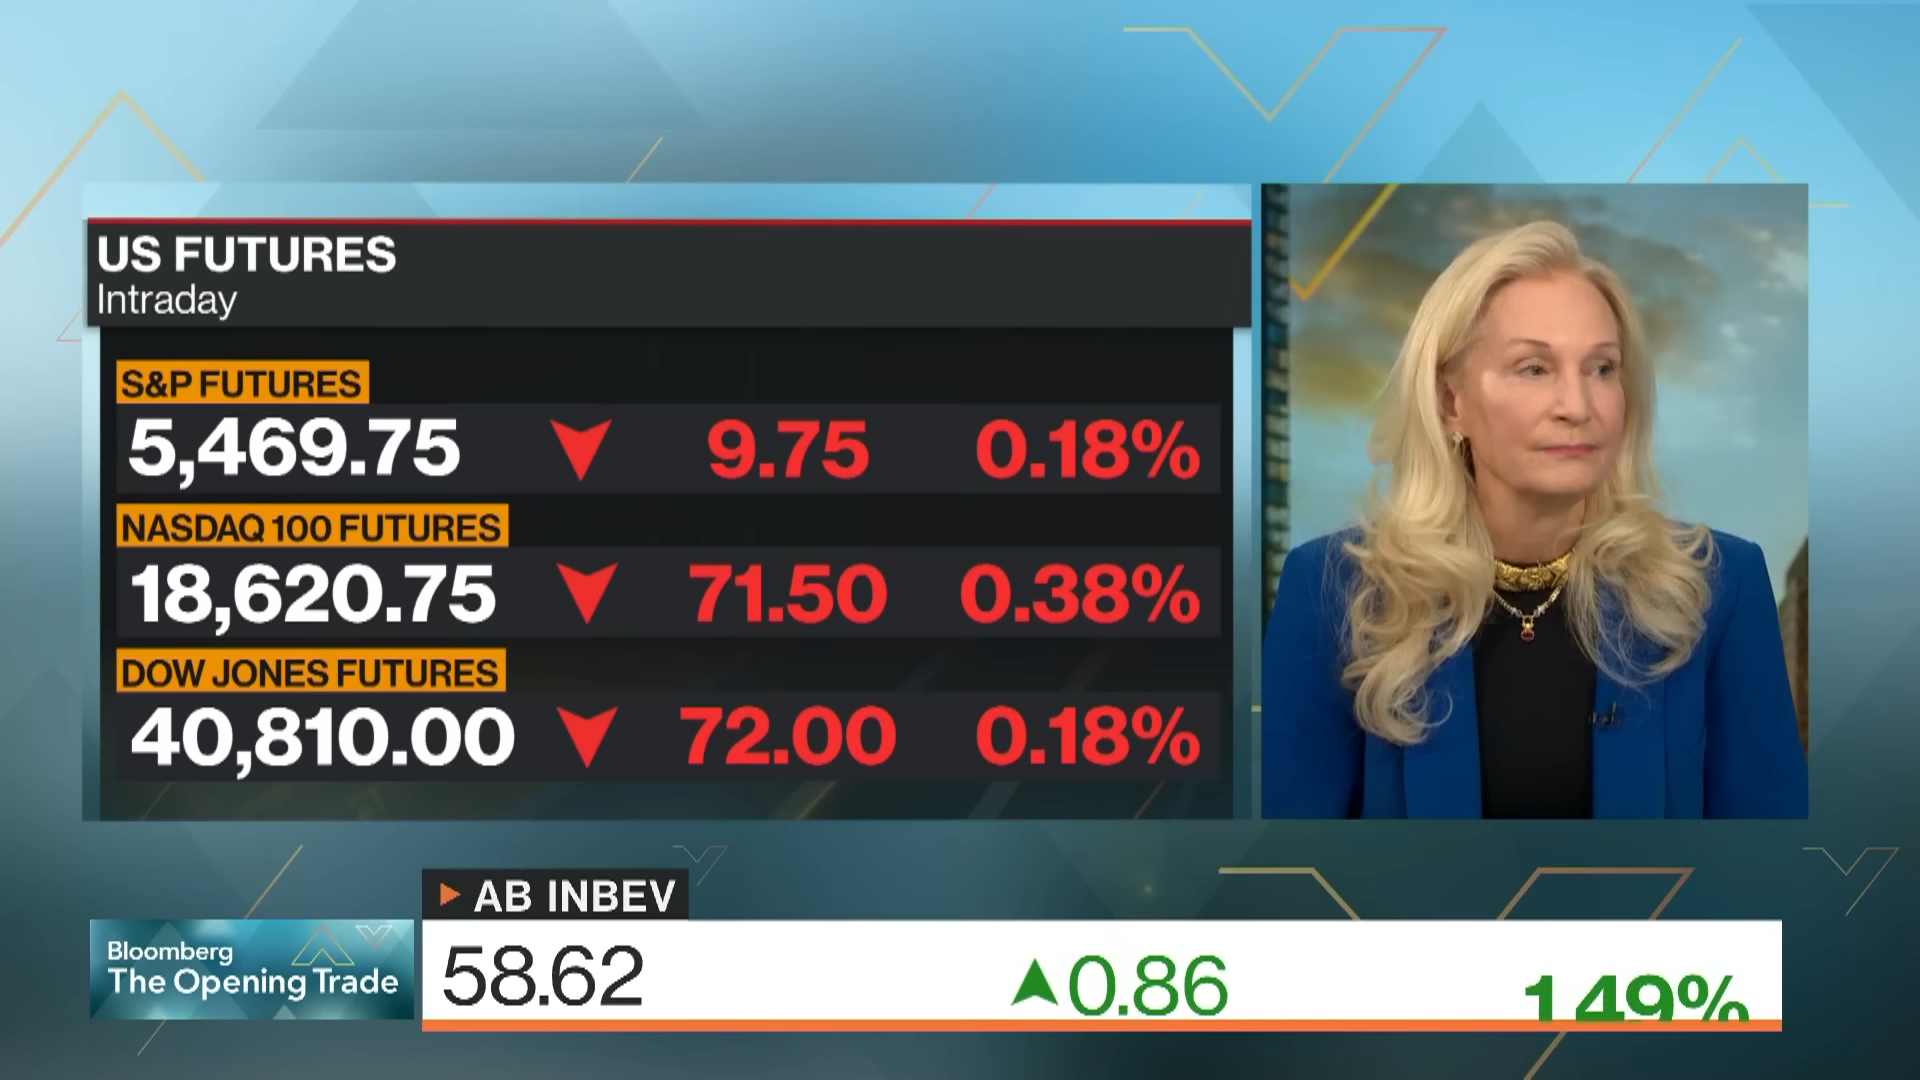 US FUTURES
Intraday
S&P FUTURES
5,469.75 ▼ 9.75 0.18%
NASDAQ 100 FUTURES
18,620.75 ▼ 71.50 0.38%
DOW JONES FUTURES
40,810.00 ▼ 72.00 0.18%
AB INBEV
Bloomberg
The Opening Trade
58.62 ▲0.86 1.49%